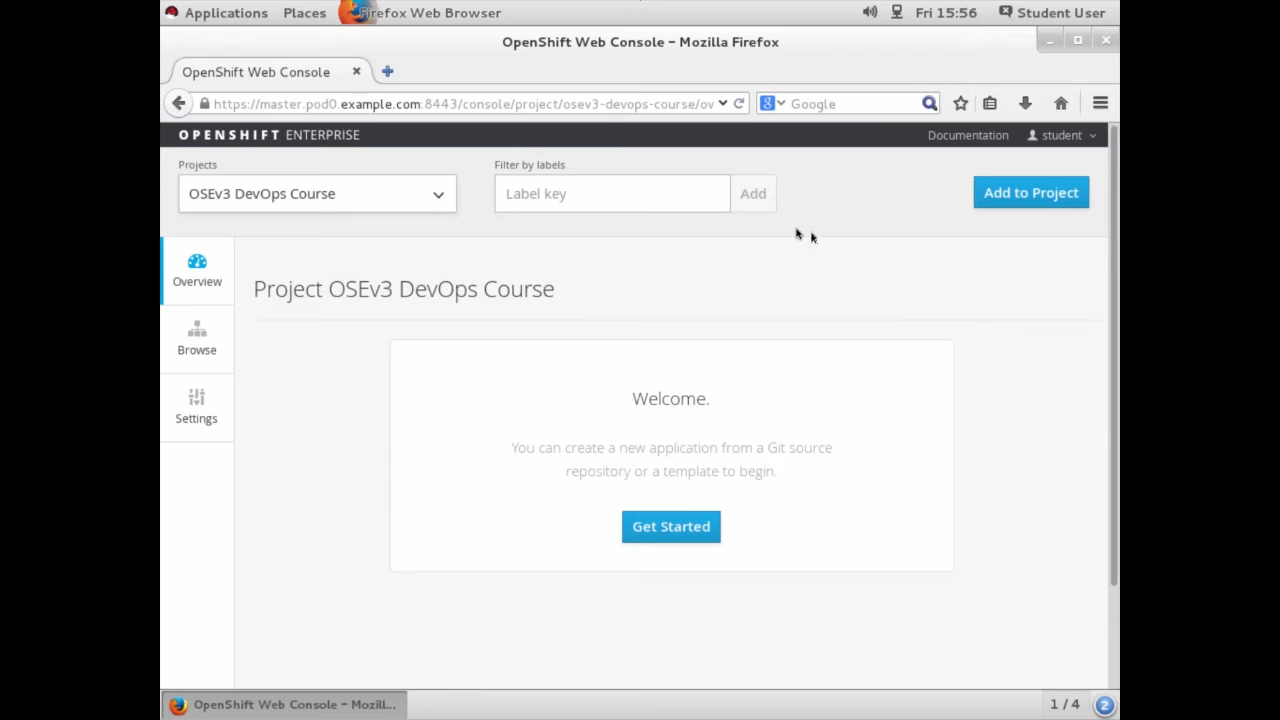 Applications Places Firefox Web Browser Fri 15:56 Student User
OpenShift Web Console - Mozilla Firefox
OpenShift Web Console
https://master.pod0.example.com:8443/console/project/osev3-devops-course/ov Google
OPENSHIFT ENTERPRISE Documentation student
Projects Filter by labels
OSEv3 DevOps Course Label key Add Add to Project
Overview
Project OSEv3 DevOps Course
Browse
Settings
Welcome.
You can create a new application from a Git source
repository or a template to begin.
Get Started
OpenShift Web Console - Mozill... 1 / 4 2